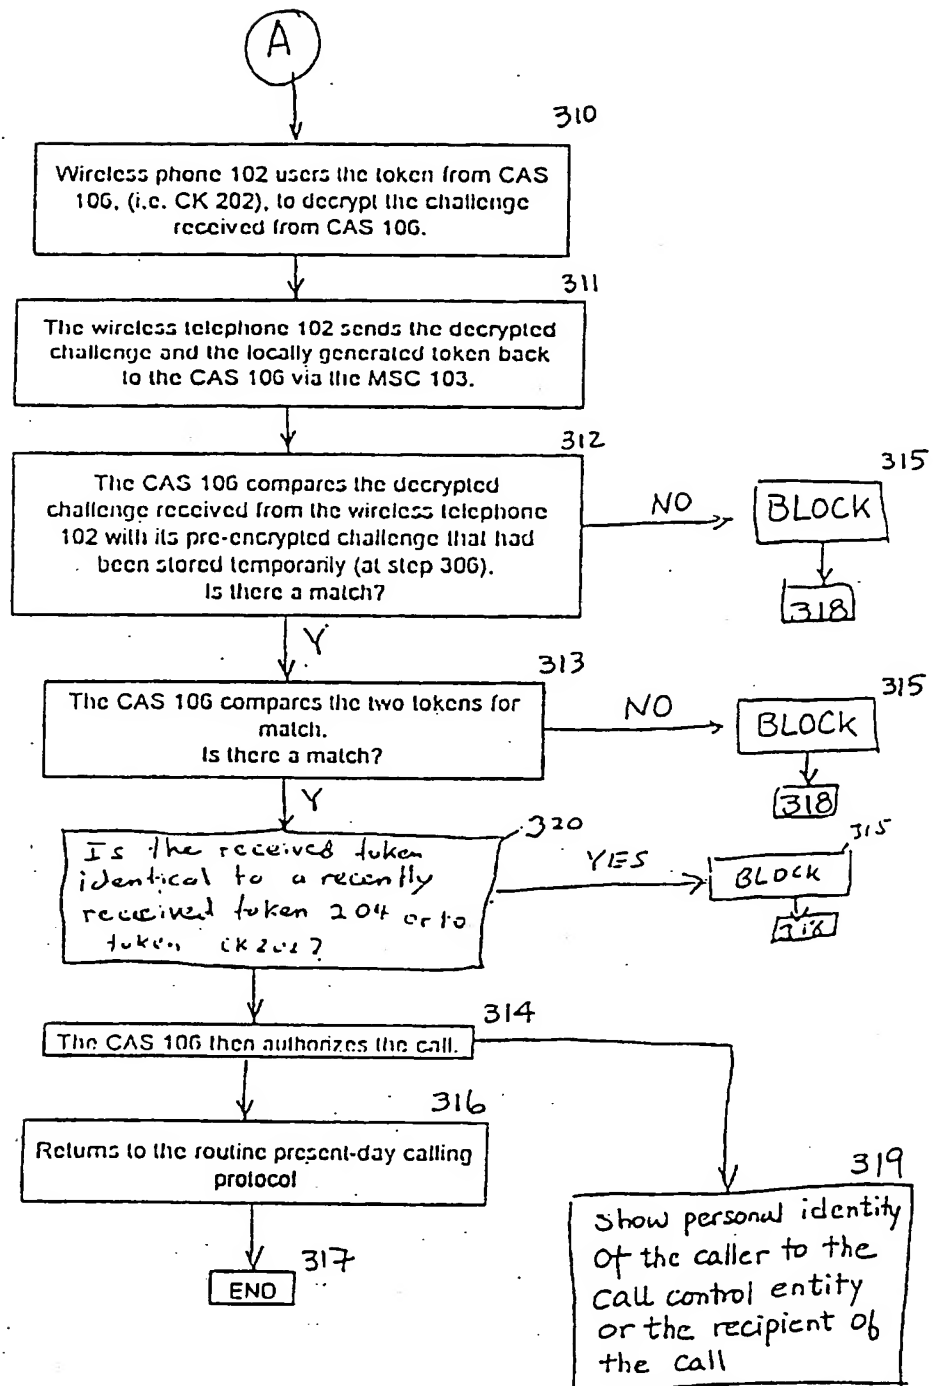 A
310
Wireless phone 102 users the token from CAS
106, (i.e. CK 202), to decrypt the challenge
received from CAS 106.
311
The wireless telephone 102 sends the decrypted
challenge and the locally generated token back
to the CAS 106 via the MSC 103.
312
The CAS 106 compares the decrypted
challenge received from the wireless telephone
102 with its pre-encrypted challenge that had
been stored temporarily (at step 306).
Is there a match?
NO
315
BLOCK
318
Y
313
The CAS 106 compares the two tokens for
match.
Is there a match?
NO
315
BLOCK
318
Y
320
Is the received token
identical to a recently
received token 204 or to
token
YES
315
BLOCK
314
The CAS 106 then authorizes the call.
316
Returns to the routine present-day calling
protocol
317
END
319
Show personal identity
Of the caller to the
Call control entity
or the recipient of
the call